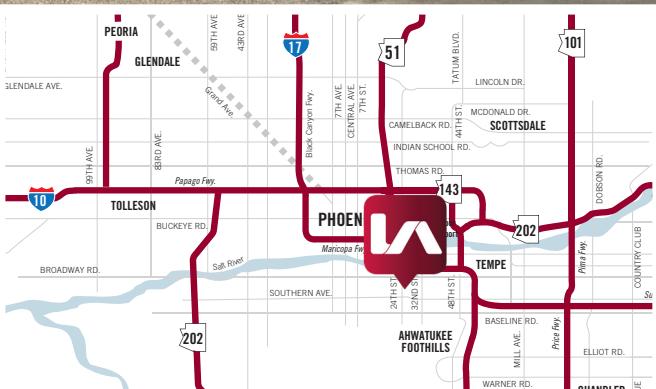 PEORIA
GLENDALE
59TH AVE.
43RD AVE.
17
51
TATUM BLVD.
101
GLENDALE AVE.
Grand Ave.
Black Canyon Fwy.
7TH AVE.
CENTRAL AVE.
7TH ST.
LINCOLN DR.
MCDONALD DR.
CAMELBACK RD.
44TH ST.
SCOTTSDALE
INDIAN SCHOOL RD.
99TH AVE.
83RD AVE.
THOMAS RD.
DOBSON RD.
10
Papago Fwy.
143
TOLLESON
PHOEN
LA
202
BUCKEYE RD.
Maricopa Fw
Pima Fwy.
COUNTRY CLUB
BROADWAY RD.
Salt River
TEMPE
SOUTHERN AVE.
24TH ST
32ND S
48TH ST.
Su
202
AHWATUKEE
FOOTHILLS
BASELINE RD.
MILL AVE.
Price Fwy.
ELLIOT RD.
WARNER RD.
CHANDLER